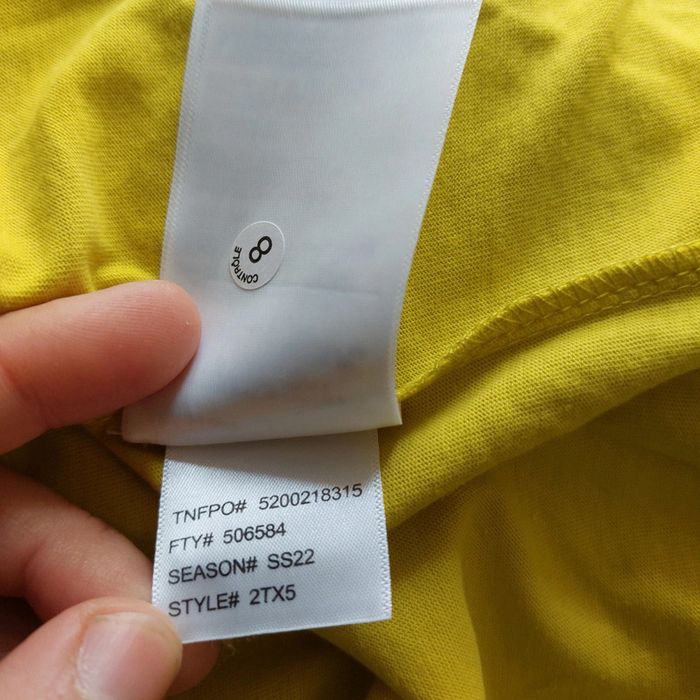 8
CONTRÔLE
TNFPO# 5200218315
FTY# 506584
SEASON# SS22
STYLE# 2TX5